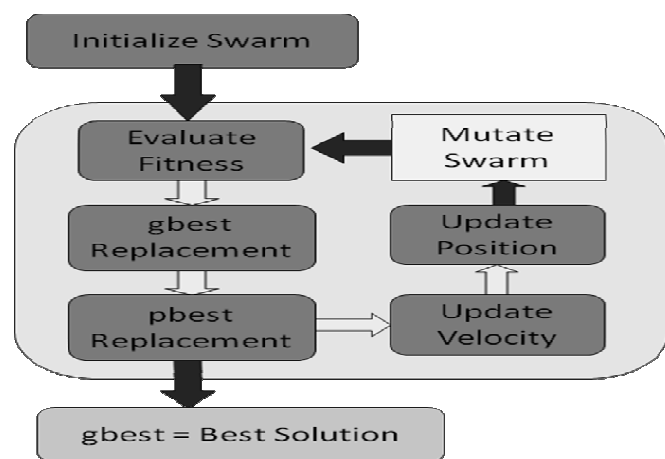 Initialize Swarm
Evaluate
Fitness
gbest
Replacement
pbest
Replacement
Update
Velocity
Update
Position
Mutate
Swarm
gbest = Best Solution